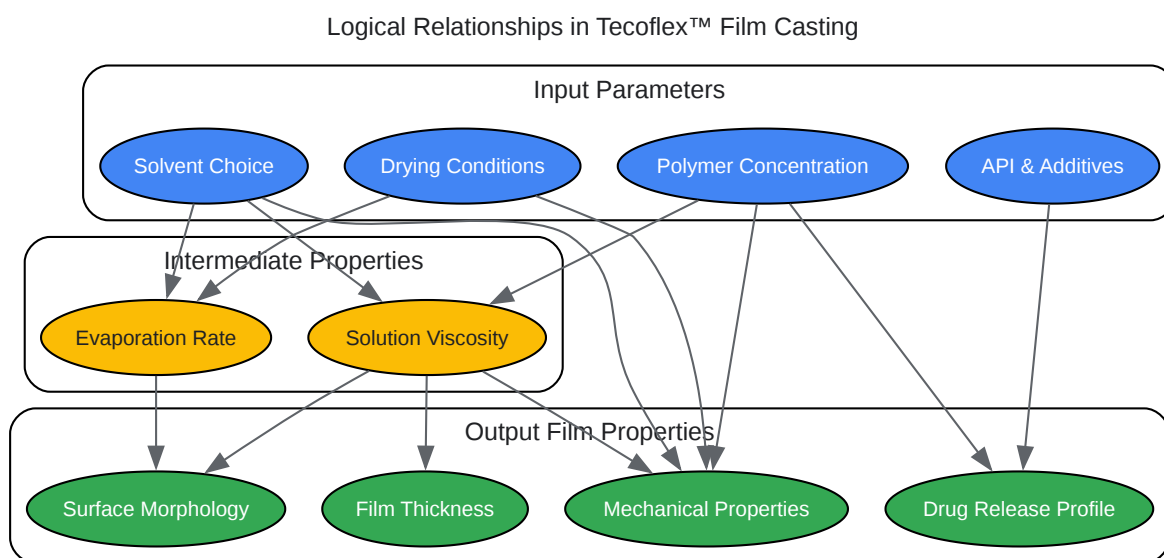 Logical Relationships in Tecoflex™ Film Casting
Input Parameters
Solvent Choice
Drying Conditions
Polymer Concentration
API & Additives
Intermediate Properties
Evaporation Rate
Solution Viscosity
Output Film Properties
Surface Morphology
Film Thickness
Mechanical Properties
Drug Release Profile